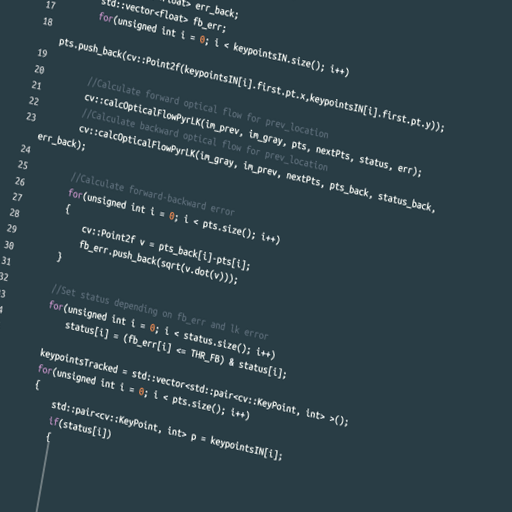 17 std::vector<float> err_back;
18 std::vector<float> fb_err;
for(unsigned int i = 0; i < keypointsIN.size(); i++)
19 pts.push_back(cv::Point2f(keypointsIN[i].first.pt.x,keypointsIN[i].first.pt.y));
20
21 //Calculate forward optical flow for prev_location
22 cv::calcOpticalFlowPyrLK(im_prev, im_gray, pts, nextPts, status, err);
23 //Calculate backward optical flow for prev_location
cv::calcOpticalFlowPyrLK(im_gray, im_prev, nextPts, pts_back, status_back,
24 err_back);
25
26 //Calculate forward-backward error
27 for(unsigned int i = 0; i < pts.size(); i++)
28 {
29 cv::Point2f v = pts_back[i]-pts[i];
30 fb_err.push_back(sqrt(v.dot(v)));
31 }
32
3 //Set status depending on fb_err and lk error
for(unsigned int i = 0; i < status.size(); i++)
status[i] = (fb_err[i] <= THR_FB) & status[i];
keypointsTracked = std::vector<std::pair<cv::KeyPoint, int> >();
for(unsigned int i = 0; i < pts.size(); i++)
{
std::pair<cv::KeyPoint, int> p = keypointsIN[i];
if(status[i])
{